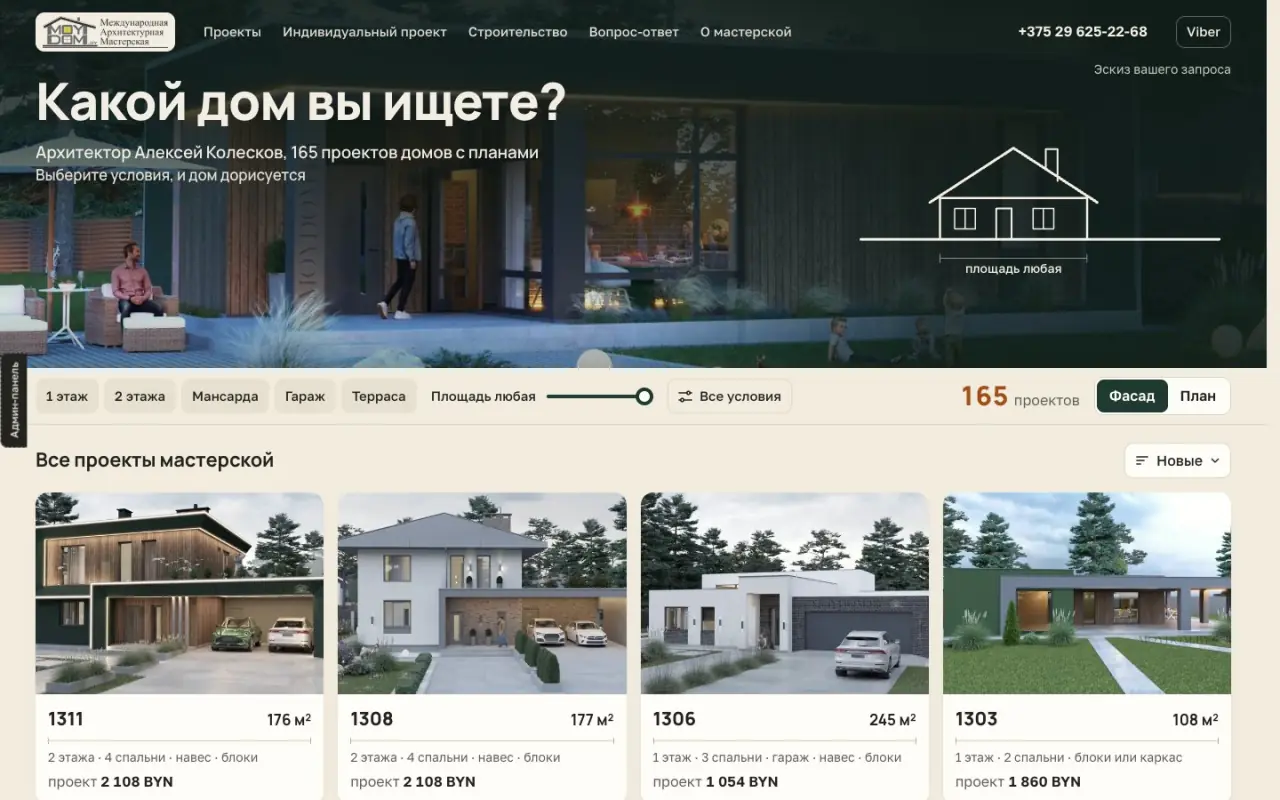 MOY DOM
Международная
Архитектурная
Мастерская
Проекты
Индивидуальный проект
Строительство
Вопрос-ответ
О мастерской
+375 29 625-22-68
Viber
Эскиз вашего запроса
Какой дом вы ищете?
Архитектор Алексей Колесков, 165 проектов домов с планами
Выберите условия, и дом дорисуется
площадь любая
Админ-панель
1 этаж
2 этажа
Мансарда
Гараж
Терраса
Площадь любая
Все условия
165 проектов
Фасад
План
Все проекты мастерской
Новые
1311
176 м²
2 этажа · 4 спальни · навес · блоки
проект 2 108 BYN
1308
177 м²
2 этажа · 4 спальни · навес · блоки
проект 2 108 BYN
1306
245 м²
1 этаж · 3 спальни · гараж · навес · блоки
проект 1 054 BYN
1303
108 м²
1 этаж · 2 спальни · блоки или каркас
проект 1 860 BYN